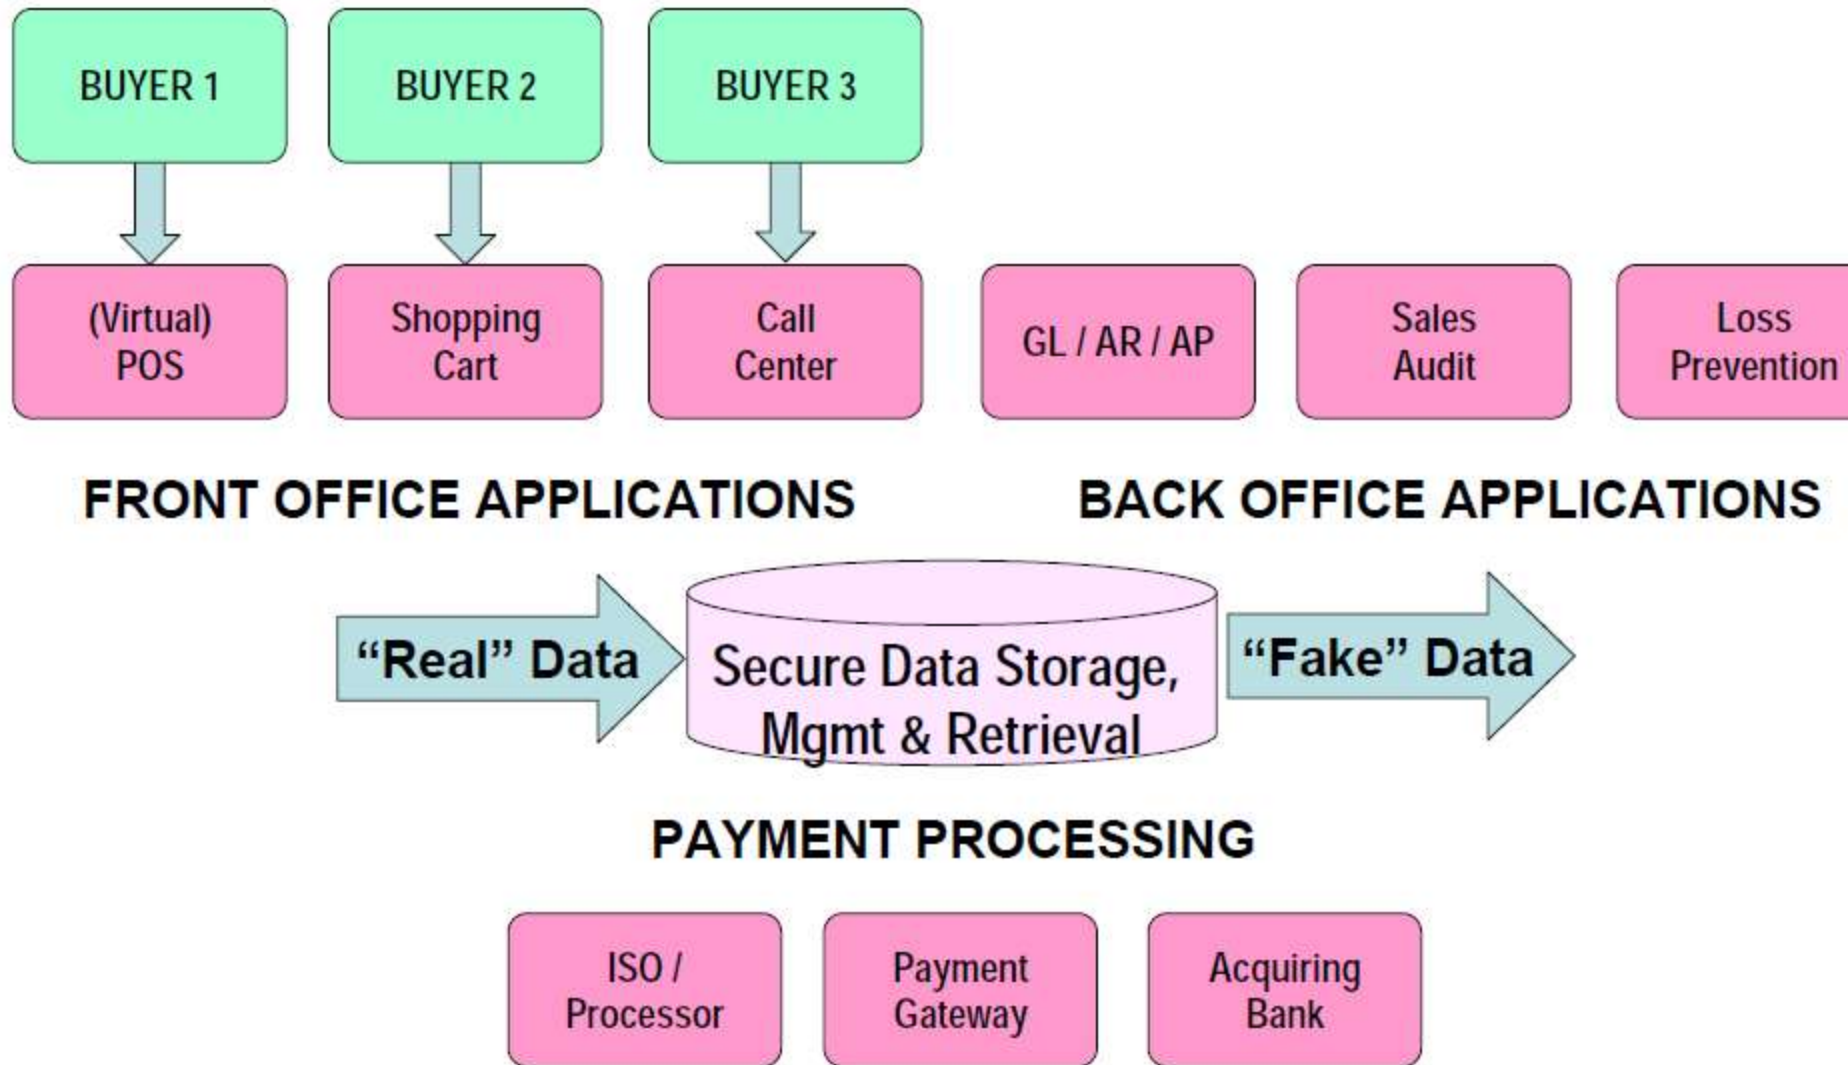 BUYER 1
BUYER 2
BUYER 3
(Virtual)
POS
Shopping
Cart
Call
Center
GL / AR / AP
Sales
Audit
Loss
Prevention
FRONT OFFICE APPLICATIONS
BACK OFFICE APPLICATIONS
“Real” Data
Secure Data Storage,
Mgmt & Retrieval
“Fake” Data
PAYMENT PROCESSING
ISO /
Processor
Payment
Gateway
Acquiring
Bank